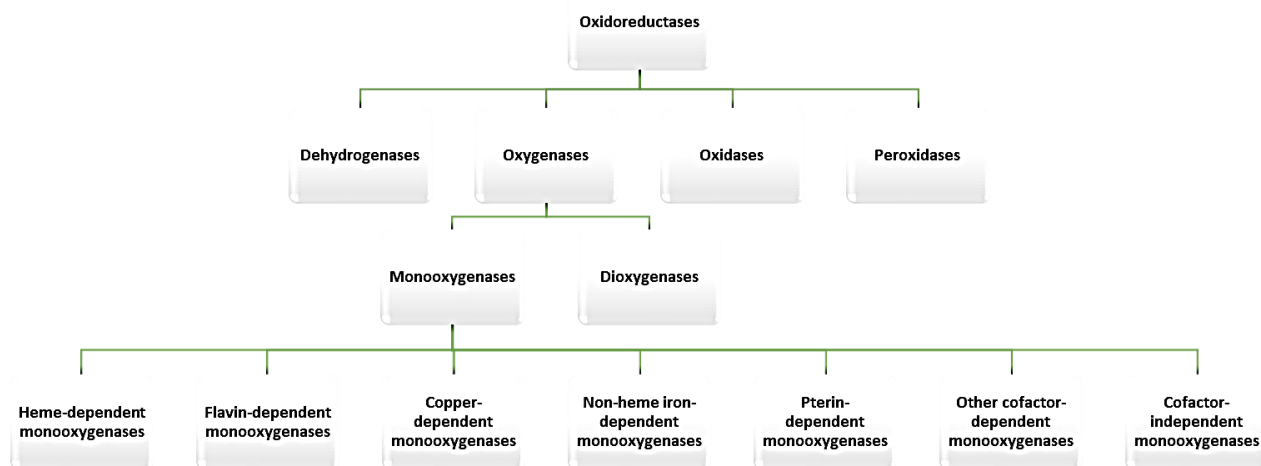 Oxidoreductases
Dehydrogenases
Oxygenases
Oxidases
Peroxidases
Monooxygenases
Dioxygenases
Heme-dependent
monooxygenases
Flavin-dependent
monooxygenases
Copper-
dependent
monooxygenases
Non-heme iron-
dependent
monooxygenases
Pterin-
dependent
monooxygenases
Other cofactor-
dependent
monooxygenases
Cofactor-
independent
monooxygenases